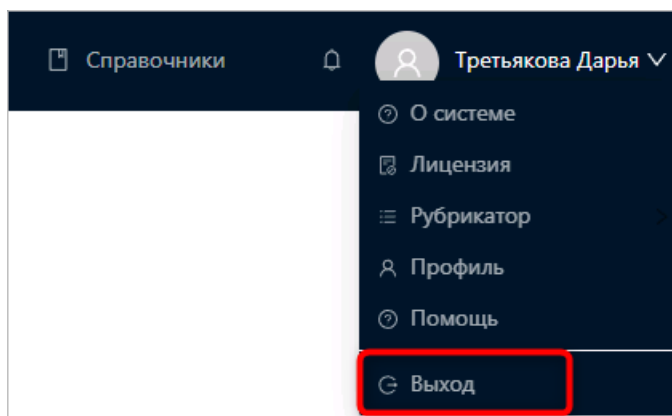 Справочники
Третьякова Дарья
О системе
Лицензия
Рубрикатор
Профиль
Помощь
Выход